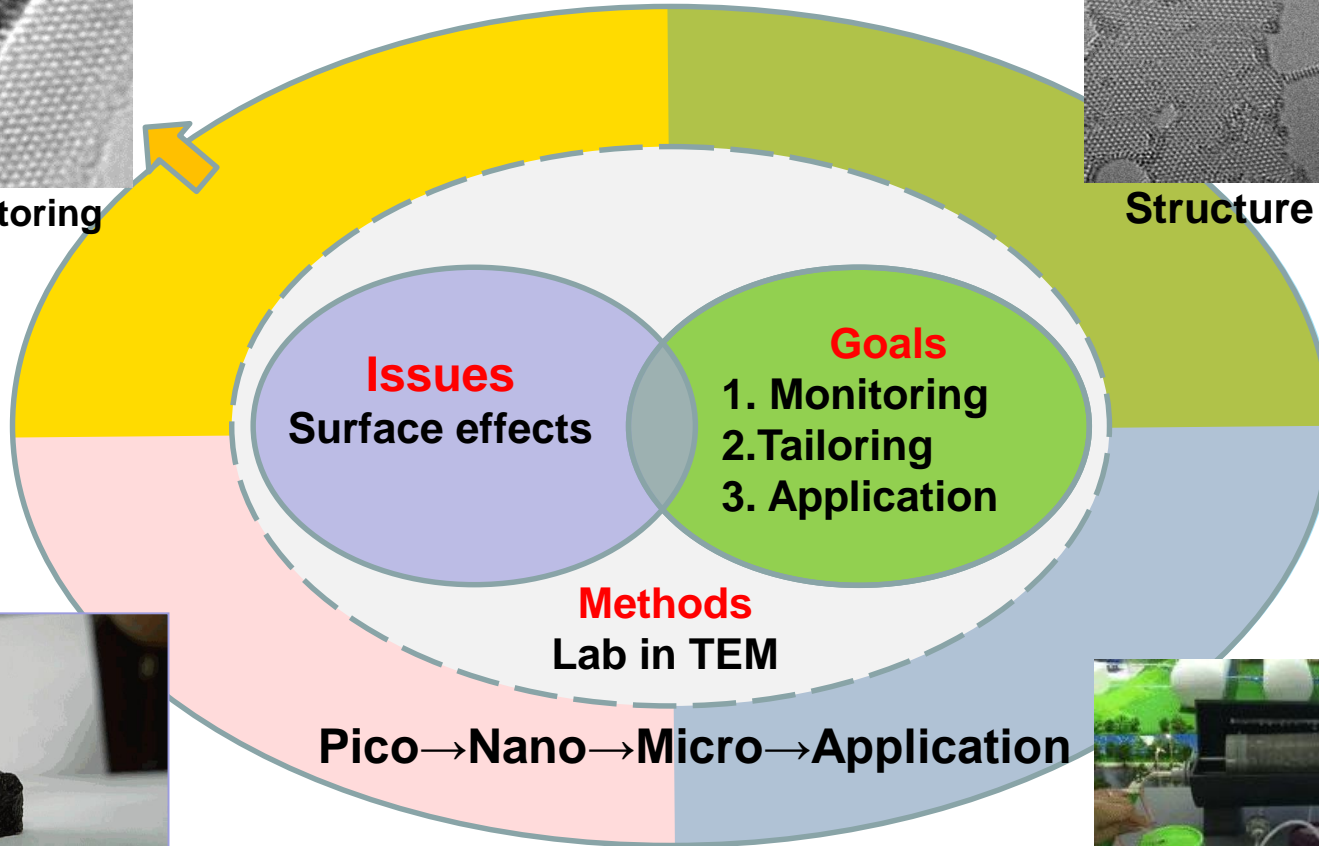 toring
Structure
Issues
Surface effects
Goals
1. Monitoring
2.Tailoring
3. Application
Methods
Lab in TEM
Pico→Nano→Micro→Application